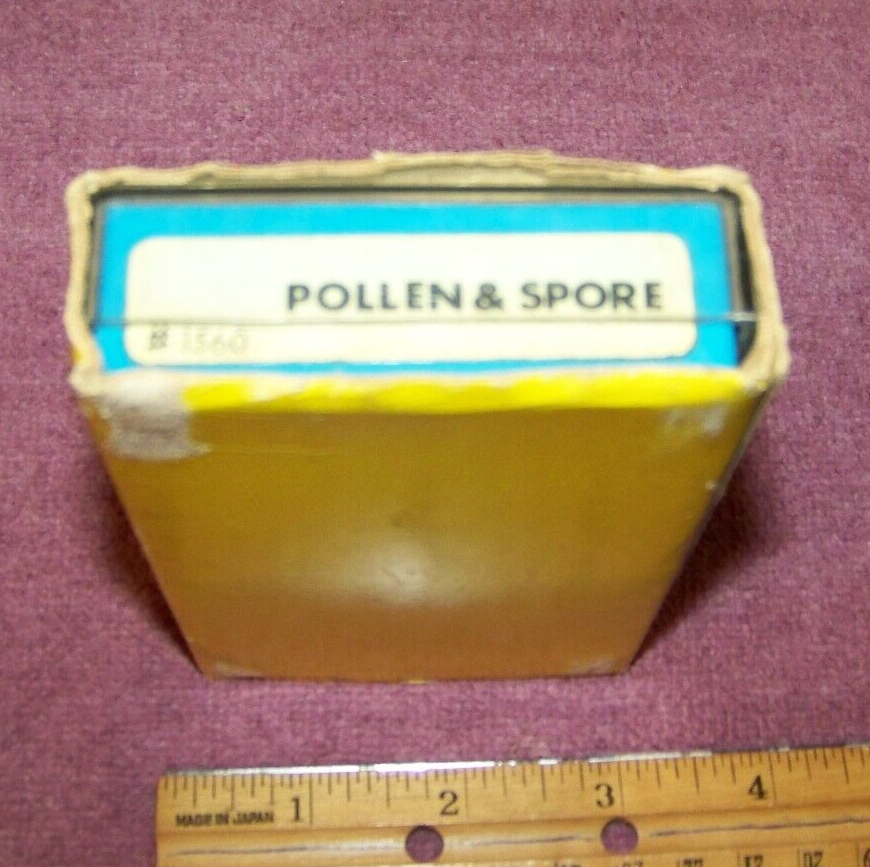 POLLEN & SPORE
1560
1 2 3 4
MADE IN JAPAN